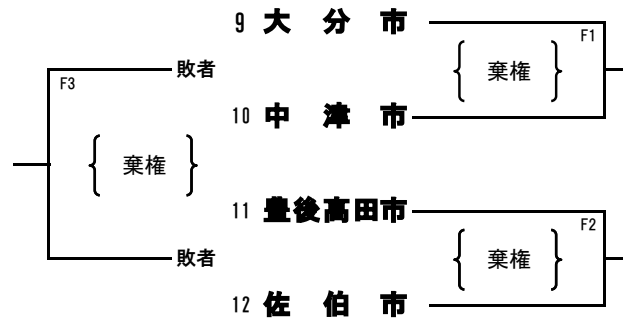 9 大分市
F1
{ 棄権 }
F3
敗者
10 中津市
{ 棄権 }
11 豊後高田市
F2
{ 棄権 }
敗者
12 佐伯市